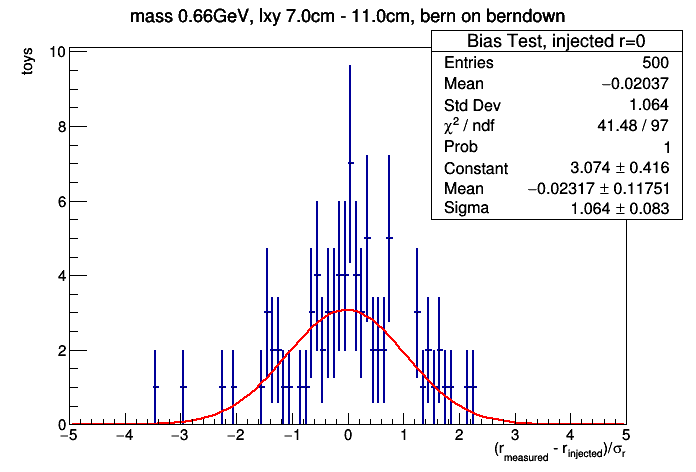 mass 0.66GeV, lxy 7.0cm - 11.0cm, bern on berndown
toys
Bias Test, injected r=0
Entries 500
Mean −0.02037
Std Dev 1.064
χ² / ndf 41.48 / 97
Prob 1
Constant 3.074 ± 0.416
Mean −0.02317 ± 0.11751
Sigma 1.064 ± 0.083
10
8
6
4
2
0
−5 −4 −3 −2 −1 0 1 2 3 4 5
(r_measured - r_injected)/σ_r